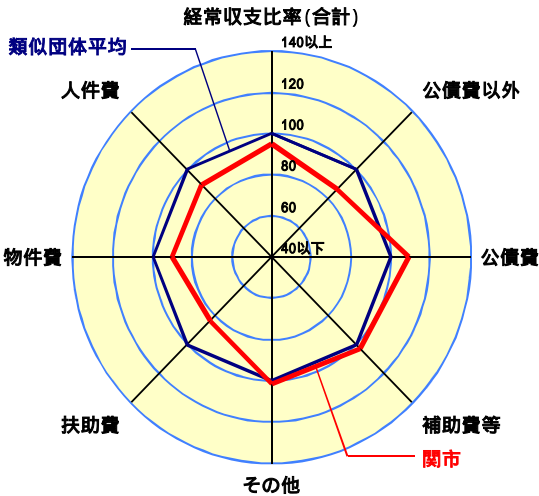 経常収支比率(合計)
140以上
類似団体平均
人件費
120
公債費以外
100
80
60
物件費
40以下
公債費
扶助費
補助費等
関市
その他